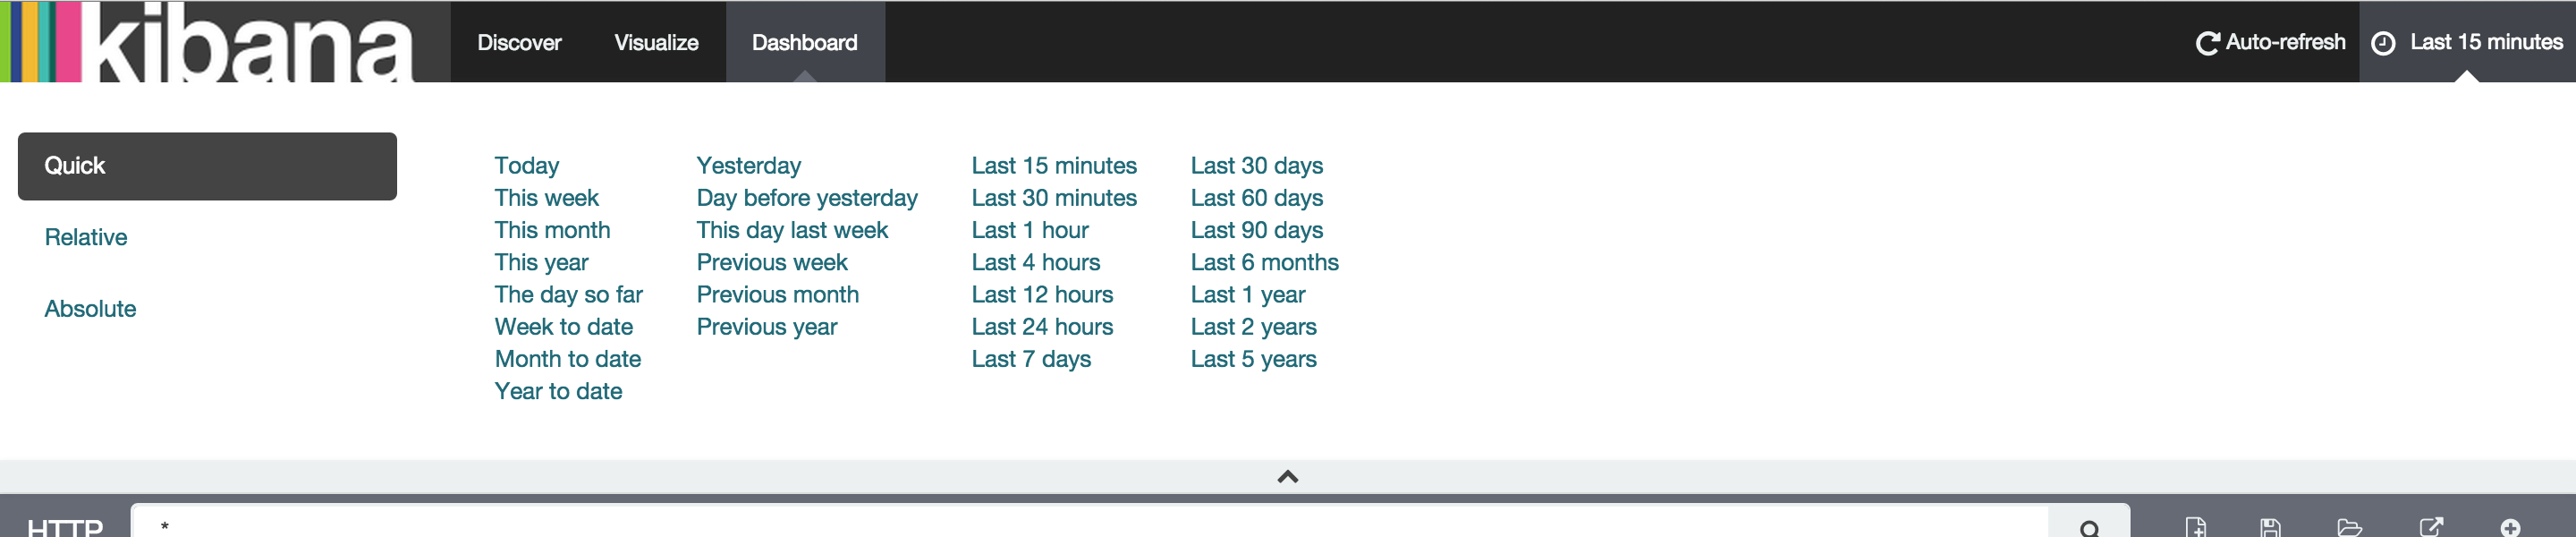 kibana Discover Visualize Dashboard Auto-refresh Last 15 minutes
Quick
Relative
Absolute
Today
This week
This month
This year
The day so far
Week to date
Month to date
Year to date
Yesterday
Day before yesterday
This day last week
Previous week
Previous month
Previous year
Last 15 minutes
Last 30 minutes
Last 1 hour
Last 4 hours
Last 12 hours
Last 24 hours
Last 7 days
Last 30 days
Last 60 days
Last 90 days
Last 6 months
Last 1 year
Last 2 years
Last 5 years
HTTP *